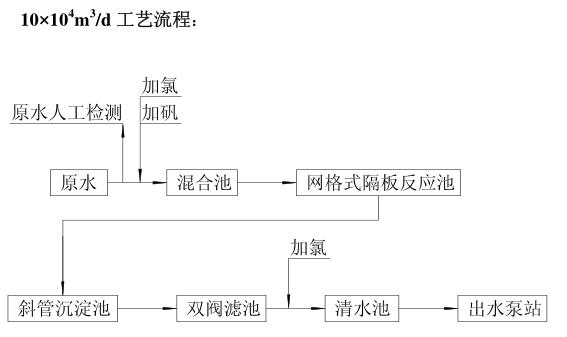 10×10⁴m³/d 工艺流程：
加氯
原水人工检测
加矾
原水
混合池
网格式隔板反应池
加氯
斜管沉淀池
双阀滤池
清水池
出水泵站